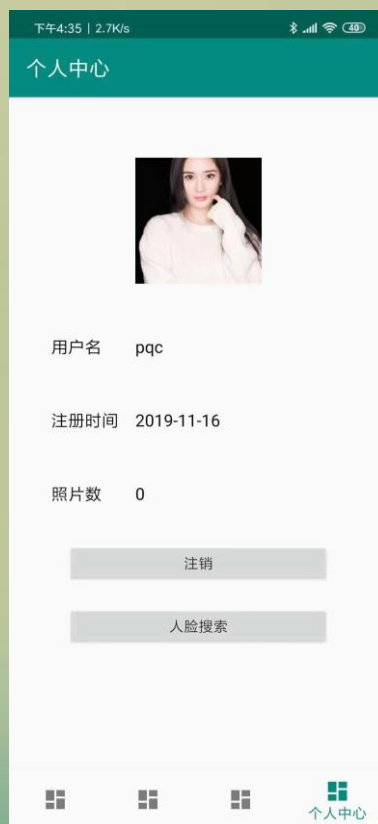 下午4:35 | 2.7K/s
40
个人中心
用户名 pqc
注册时间 2019-11-16
照片数 0
注销
人脸搜索
个人中心